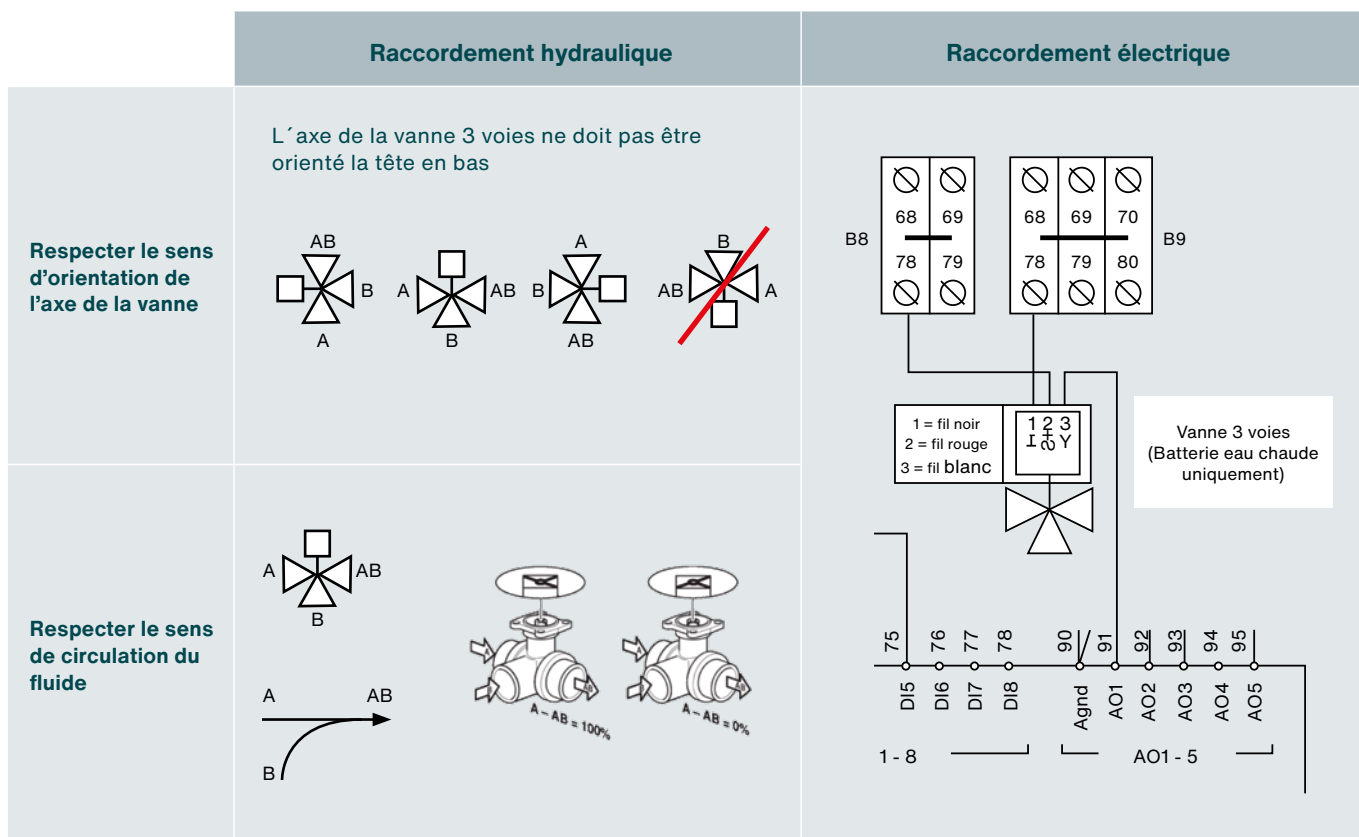 Raccordement hydraulique
Raccordement électrique
Respecter le sens
d'orientation de
l'axe de la vanne
L´axe de la vanne 3 voies ne doit pas être
orienté la tête en bas
AB
B
A
A
AB
B
A
B
AB
B
AB
A
B8
68 69
78 79
68 69 70
78 79 80
B9
1 = fil noir
2 = fil rouge
3 = fil blanc
1 2 3
Y
Vanne 3 voies
(Batterie eau chaude
uniquement)
Respecter le sens
de circulation du
fluide
A
AB
B
A
AB
B
A
AB
A – AB = 100%
A
AB
A – AB = 0%
75 76 77 78 90 91 92 93 94 95
DI5 DI6 DI7 DI8 Agnd AO1 AO2 AO3 AO4 AO5
1 - 8
AO1 - 5